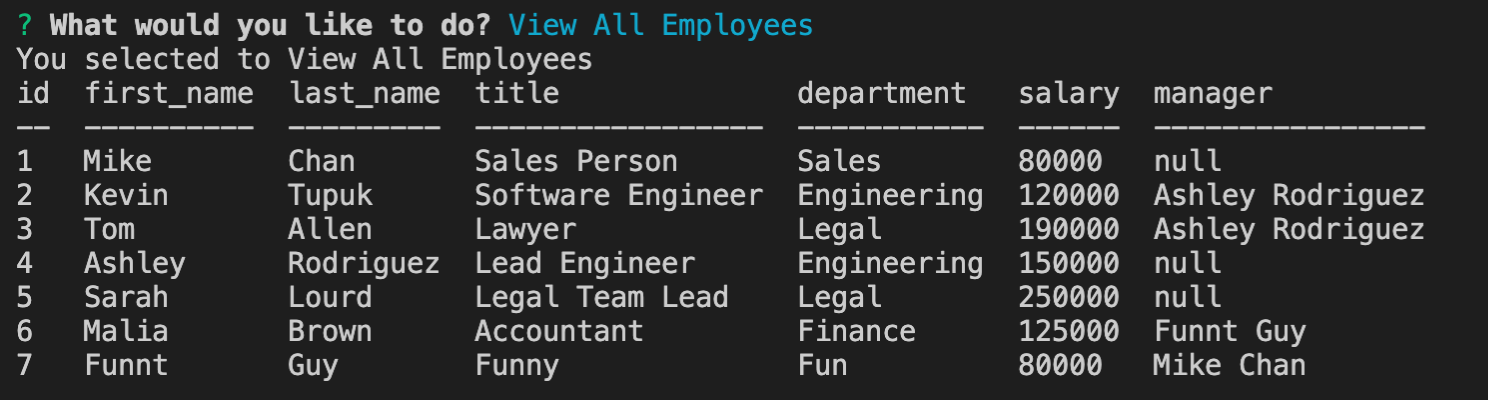 ? What would you like to do? View All Employees
You selected to View All Employees
id  first_name  last_name  title              department   salary  manager
--  ----------  ---------  -----------------  -----------  ------  ----------------
1   Mike        Chan       Sales Person       Sales        80000   null
2   Kevin       Tupuk      Software Engineer  Engineering  120000  Ashley Rodriguez
3   Tom         Allen      Lawyer             Legal        190000  Ashley Rodriguez
4   Ashley      Rodriguez  Lead Engineer      Engineering  150000  null
5   Sarah       Lourd      Legal Team Lead    Legal        250000  null
6   Malia       Brown      Accountant         Finance      125000  Funnt Guy
7   Funnt       Guy        Funny              Fun          80000   Mike Chan